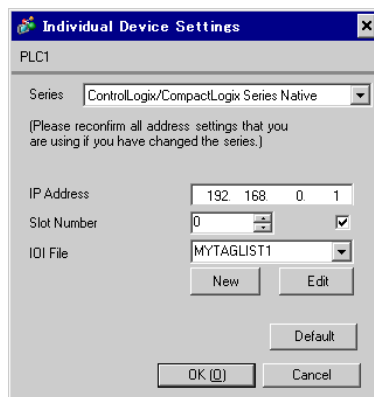 Individual Device Settings
PLC1
Series ControlLogix/CompactLogix Series Native
(Please reconfirm all address settings that you
are using if you have changed the series.)
IP Address 192. 168. 0. 1
Slot Number 0
IOI File MYTAGLIST1
New Edit
Default
OK (O) Cancel